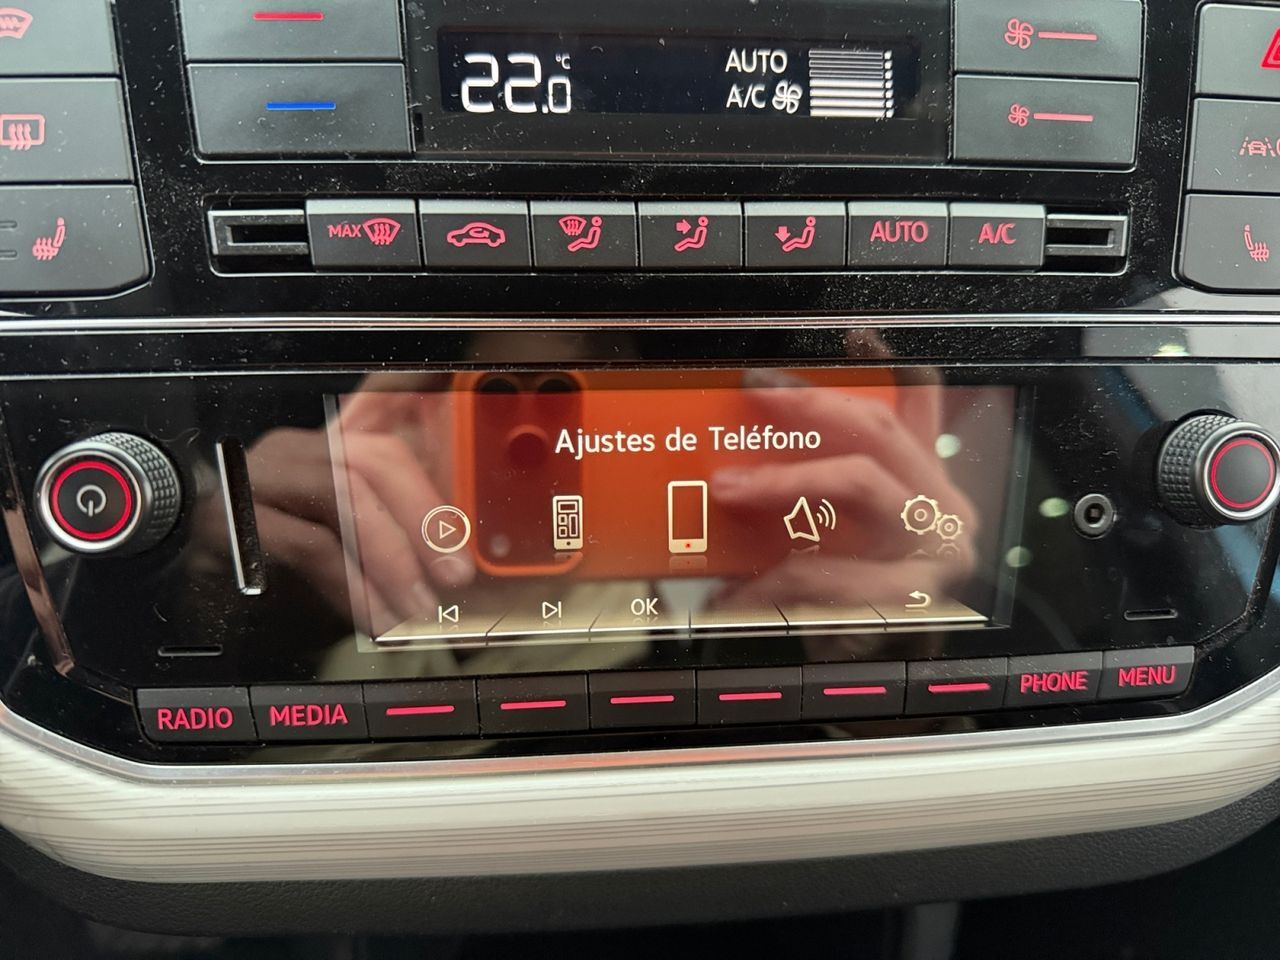 22.0 °C
AUTO
A/C
MAX
AUTO
A/C
Ajustes de Teléfono
OK
RADIO
MEDIA
PHONE
MENU